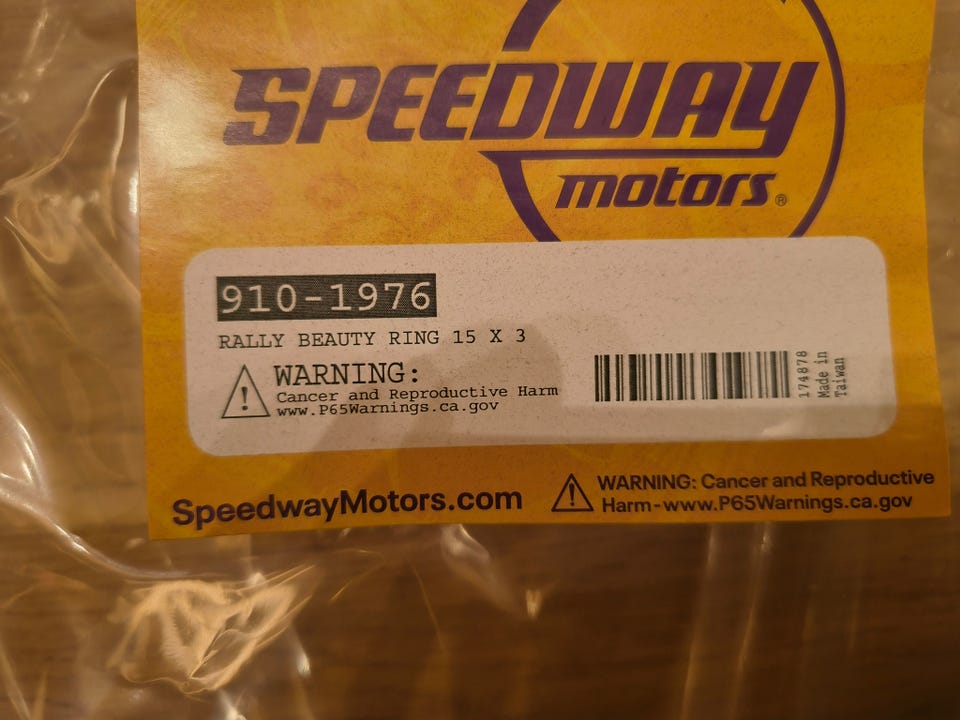 SPEEDWAY
motors®
910-1976
RALLY BEAUTY RING 15 X 3
WARNING:
Cancer and Reproductive Harm
www.P65Warnings.ca.gov
174878
Made in
Taiwan
SpeedwayMotors.com
WARNING: Cancer and Reproductive
Harm-www.P65Warnings.ca.gov